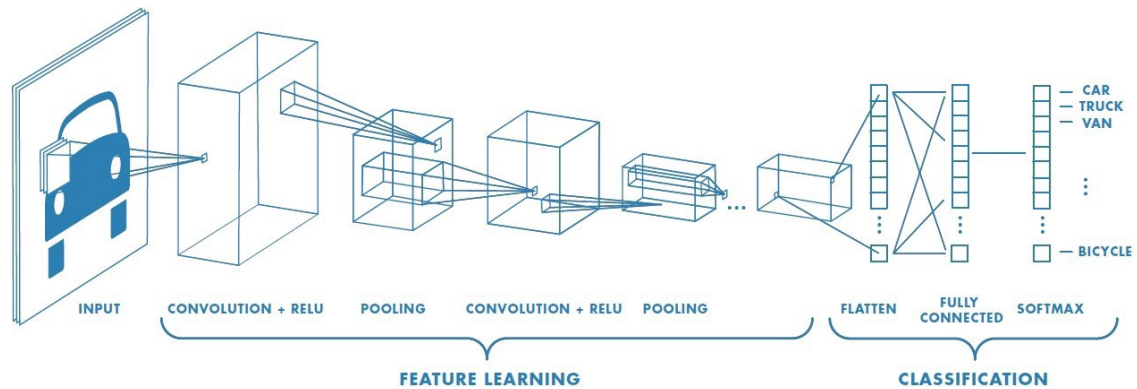 CAR
TRUCK
VAN
BICYCLE
INPUT
CONVOLUTION + RELU
POOLING
CONVOLUTION + RELU
POOLING
FLATTEN
FULLY
CONNECTED
SOFTMAX
FEATURE LEARNING
CLASSIFICATION